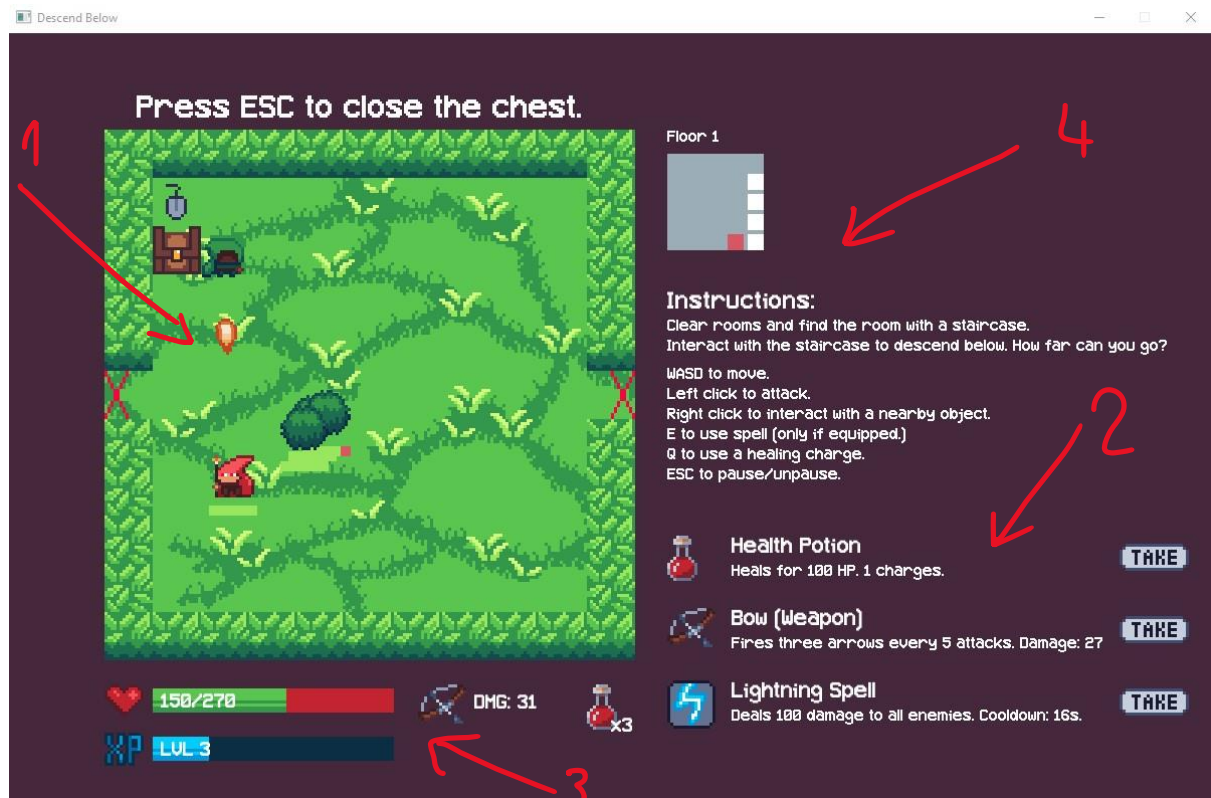 Descend Below
Press ESC to close the chest.
1
Floor 1
4
Instructions:
Clear rooms and find the room with a staircase.
Interact with the staircase to descend below. How far can you go?
WASD to move.
Left click to attack.
Right click to interact with a nearby object.
E to use spell (only if equipped.)
Q to use a healing charge.
ESC to pause/unpause.
2
Health Potion
Heals for 100 HP. 1 charges.
TAKE
Bow (Weapon)
Fires three arrows every 5 attacks. Damage: 27
TAKE
Lightning Spell
Deals 100 damage to all enemies. Cooldown: 16s.
TAKE
150/270
DMG: 31
x3
XP LVL 3
3